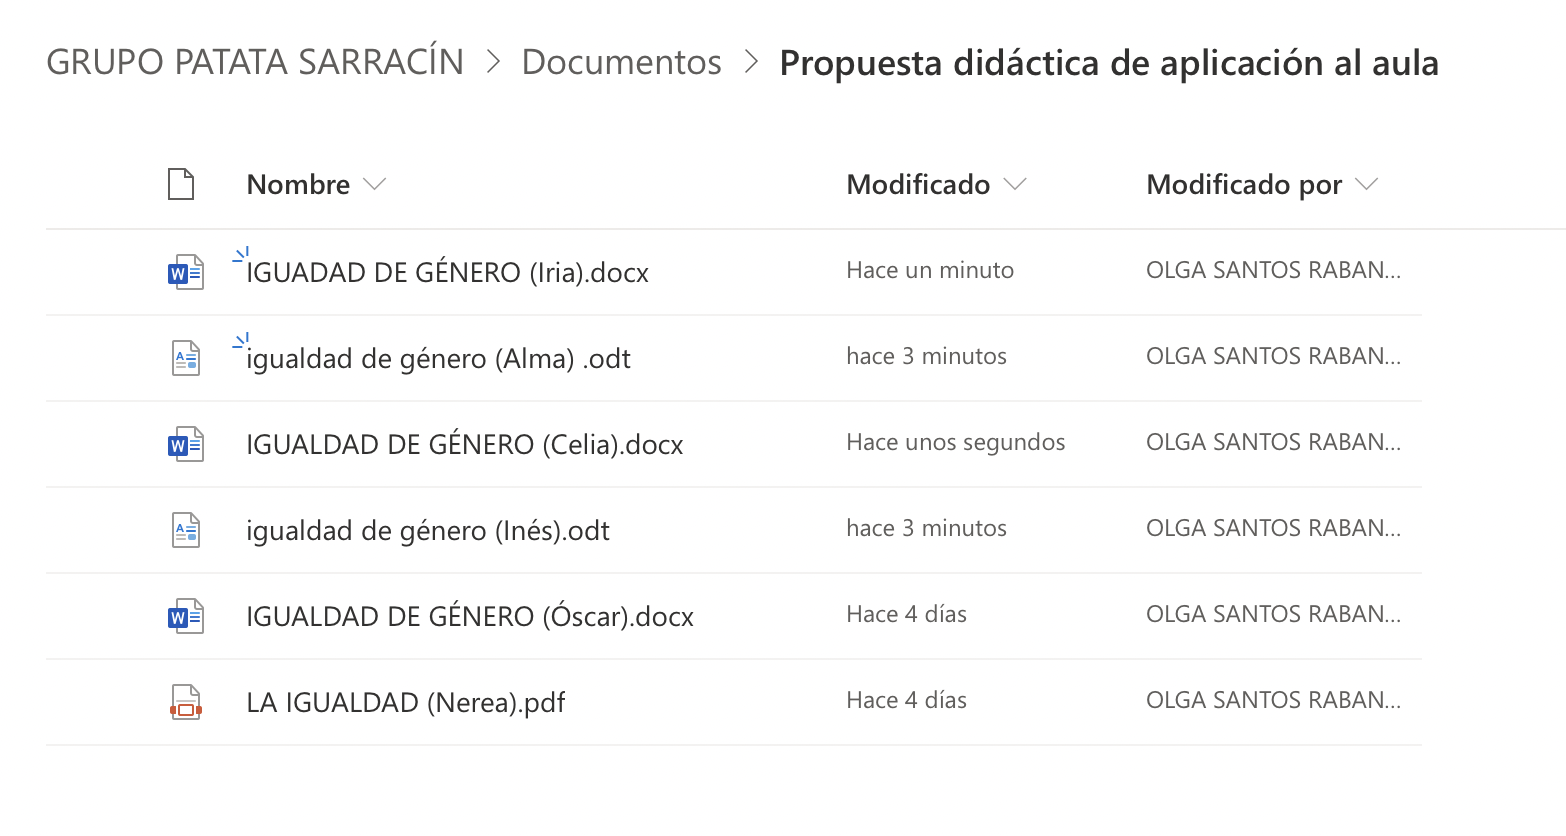 GRUPO PATATA SARRACÍN > Documentos > Propuesta didáctica de aplicación al aula
Nombre Modificado Modificado por
IGUADAD DE GÉNERO (Iria).docx Hace un minuto OLGA SANTOS RABAN...
igualdad de género (Alma) .odt hace 3 minutos OLGA SANTOS RABAN...
IGUALDAD DE GÉNERO (Celia).docx Hace unos segundos OLGA SANTOS RABAN...
igualdad de género (Inés).odt hace 3 minutos OLGA SANTOS RABAN...
IGUALDAD DE GÉNERO (Óscar).docx Hace 4 días OLGA SANTOS RABAN...
LA IGUALDAD (Nerea).pdf Hace 4 días OLGA SANTOS RABAN...